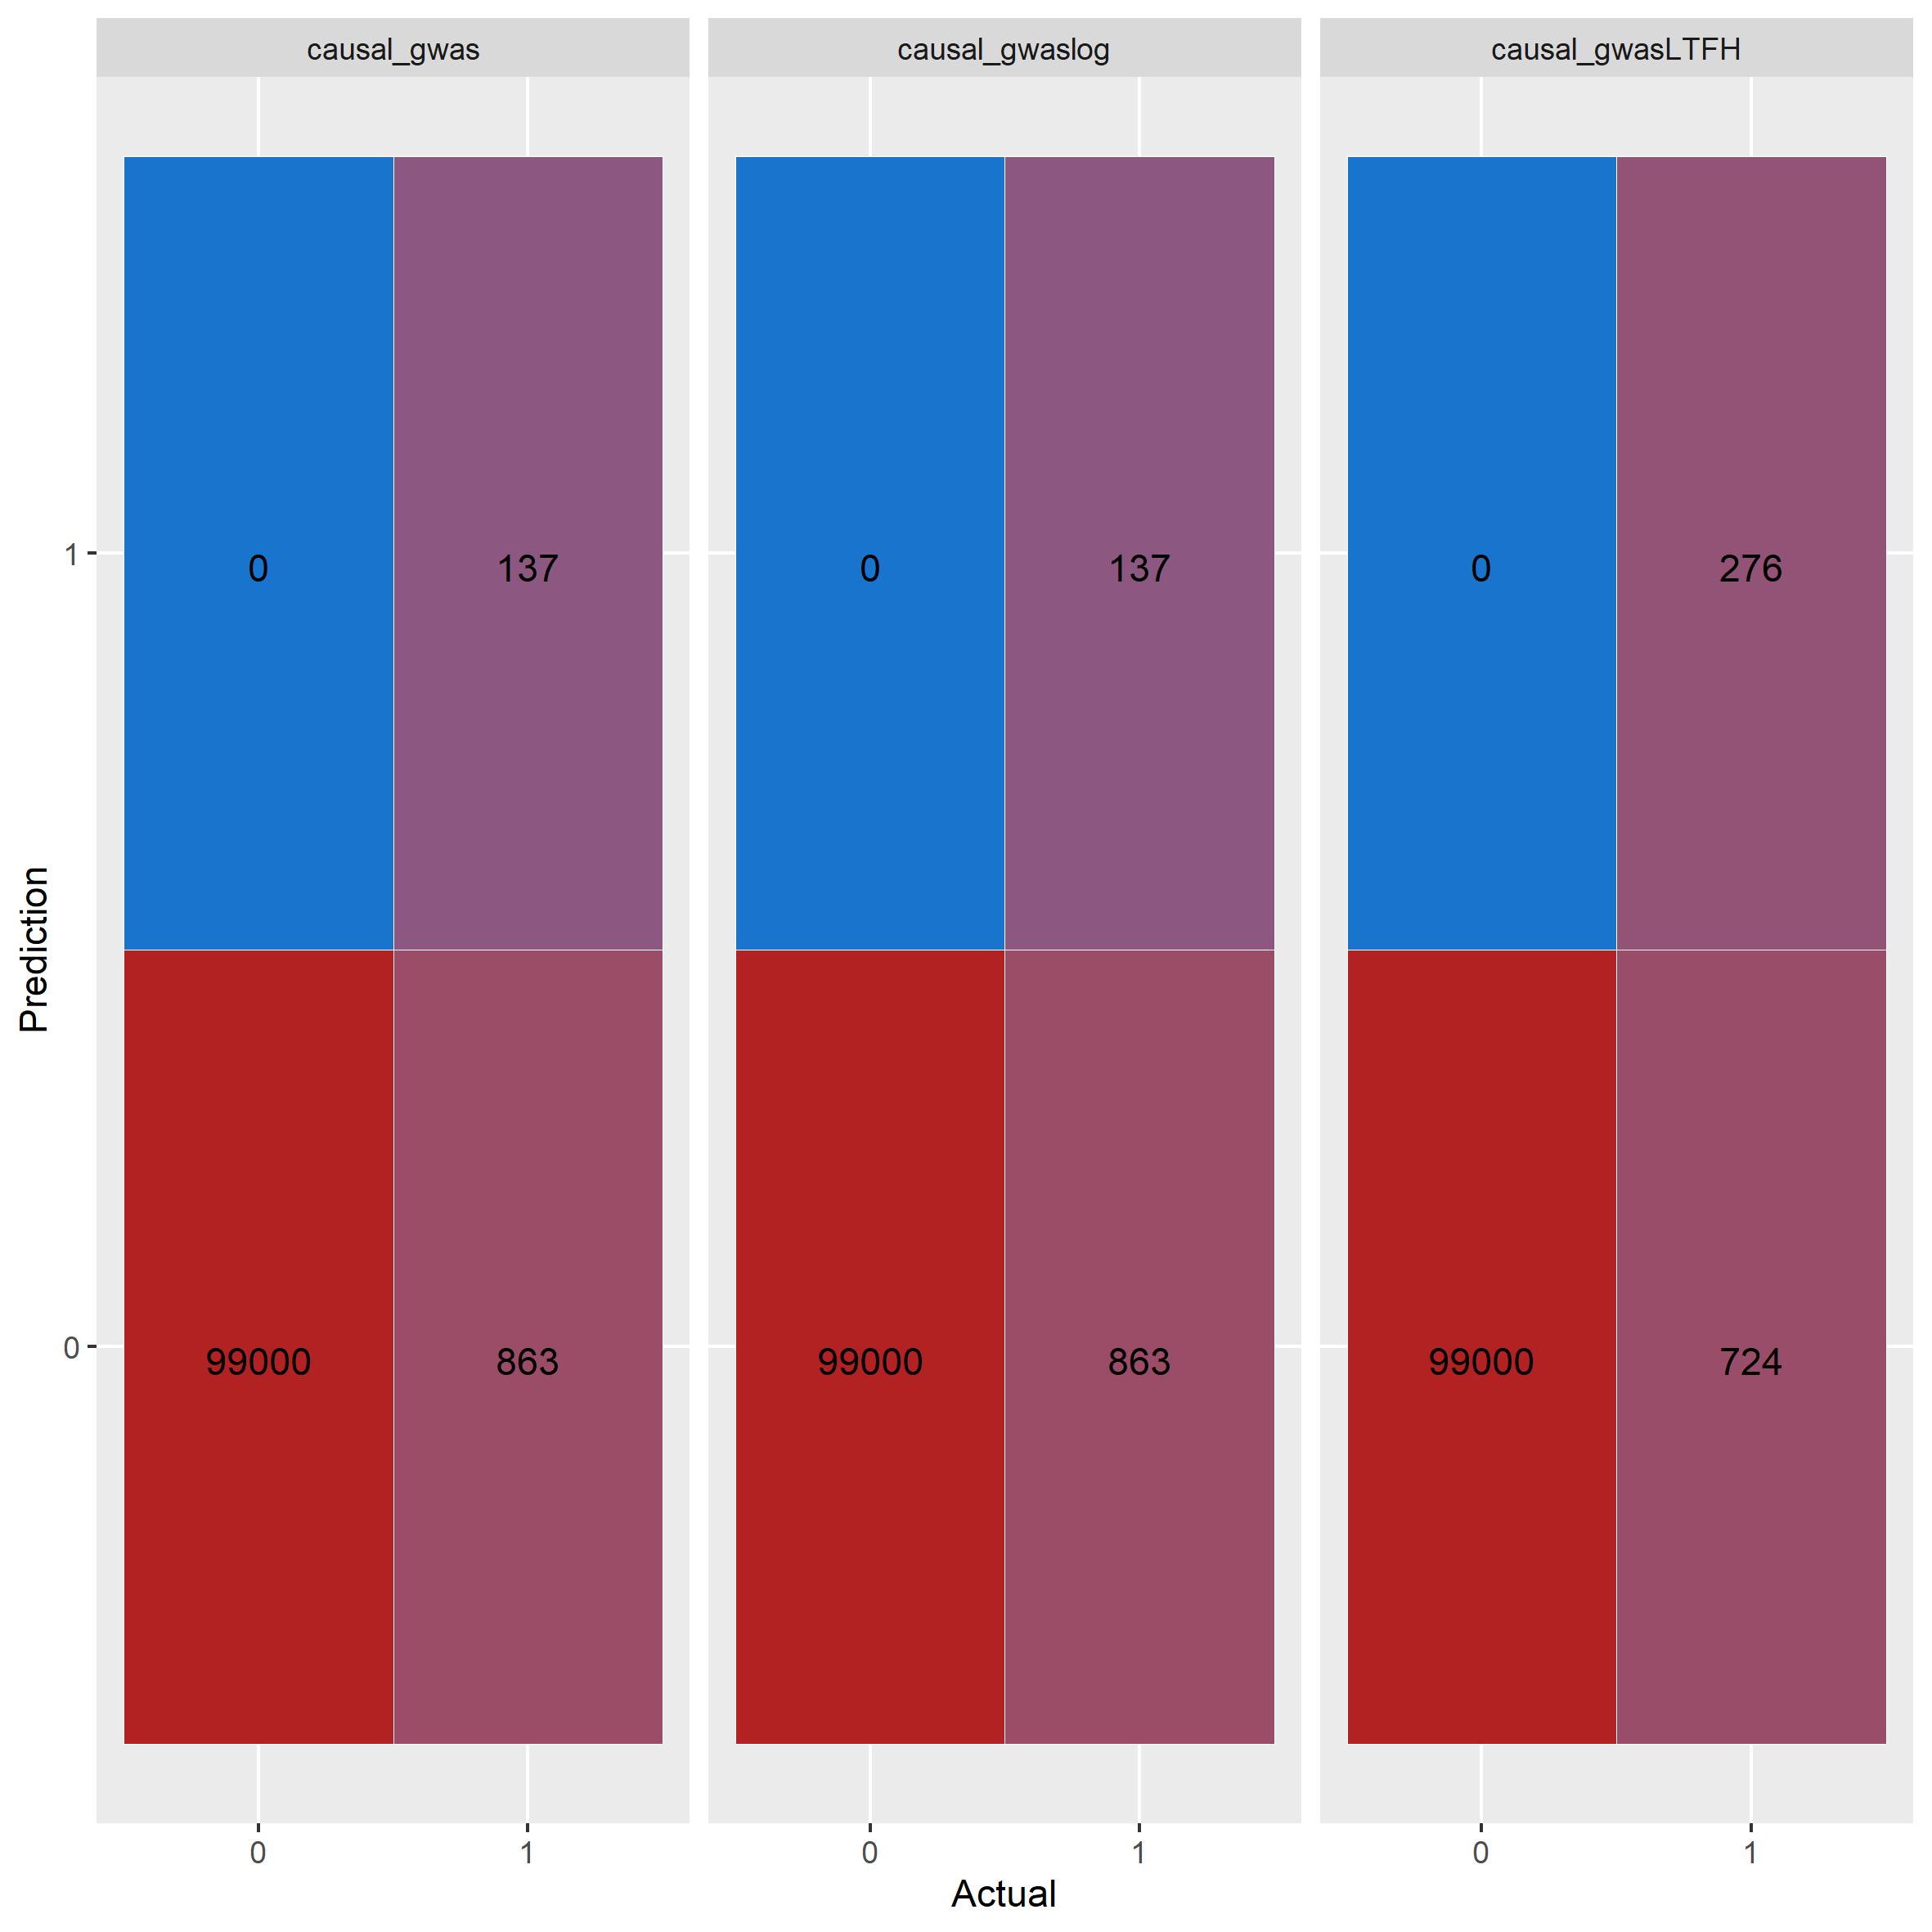 causal_gwas causal_gwaslog causal_gwasLTFH
1
0 137 0 137 0 276
Prediction
0
99000 863 99000 863 99000 724
0 1 0 1 0 1
Actual